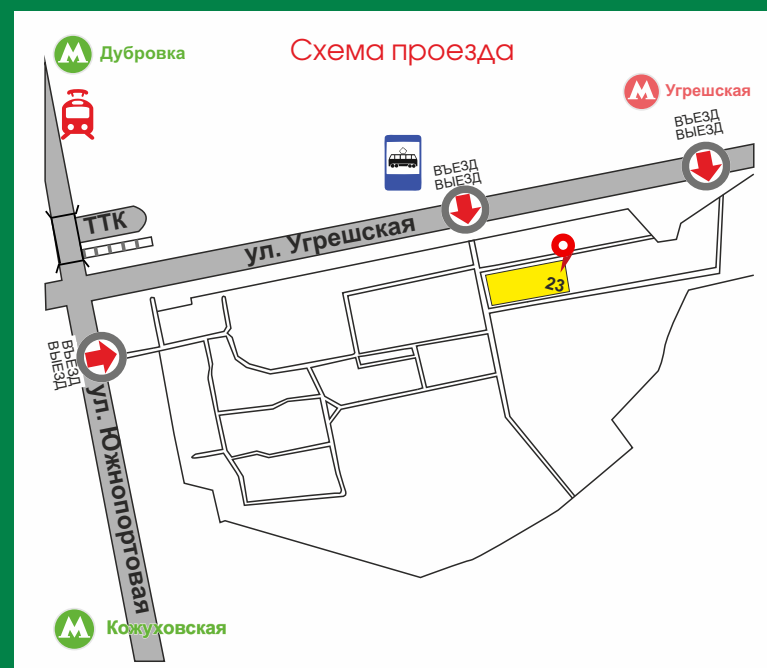 Дубровка
Схема проезда
Угрешская
ВЪЕЗД
ВЫЕЗД
ВЪЕЗД
ВЫЕЗД
ТТК
ул. Угрешская
23
ВЪЕЗД
ВЫЕЗД
ул. Южнопортовая
Кожуховская